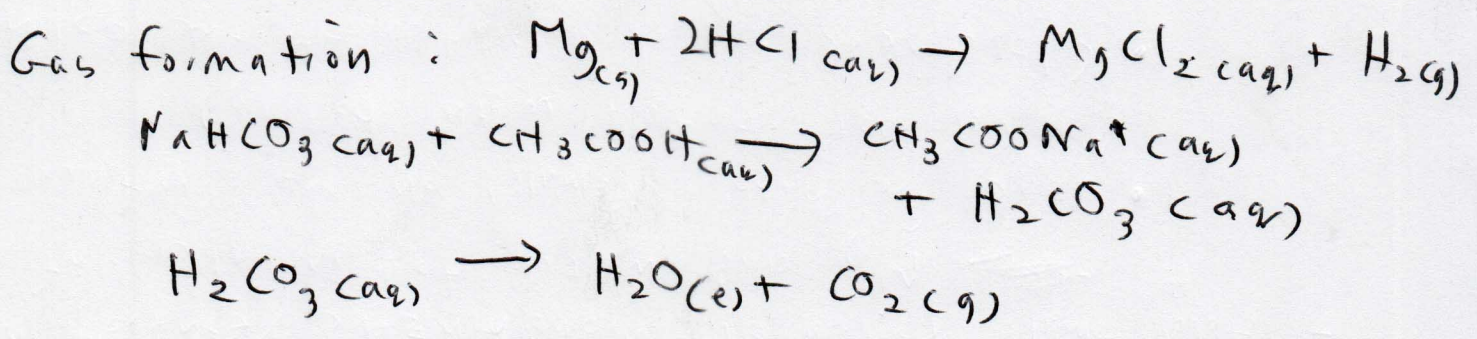 Gas formation : Mg(s) + 2HCl (aq) → MgCl2 (aq) + H2(g)
NaHCO3 (aq) + CH3COOH(aq) → CH3COONa+ (aq)
+ H2CO3 (aq)
H2CO3 (aq) → H2O(l) + CO2 (g)